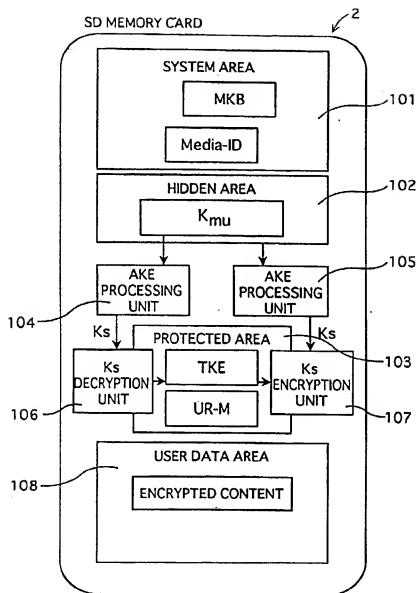 SD MEMORY CARD
2
SYSTEM AREA
MKB
Media-ID
101
HIDDEN AREA
Kmu
102
AKE
PROCESSING
UNIT
104
AKE
PROCESSING
UNIT
105
Ks
Ks
PROTECTED AREA
103
Ks
DECRYPTION
UNIT
106
TKE
UR-M
Ks
ENCRYPTION
UNIT
107
USER DATA AREA
108
ENCRYPTED CONTENT